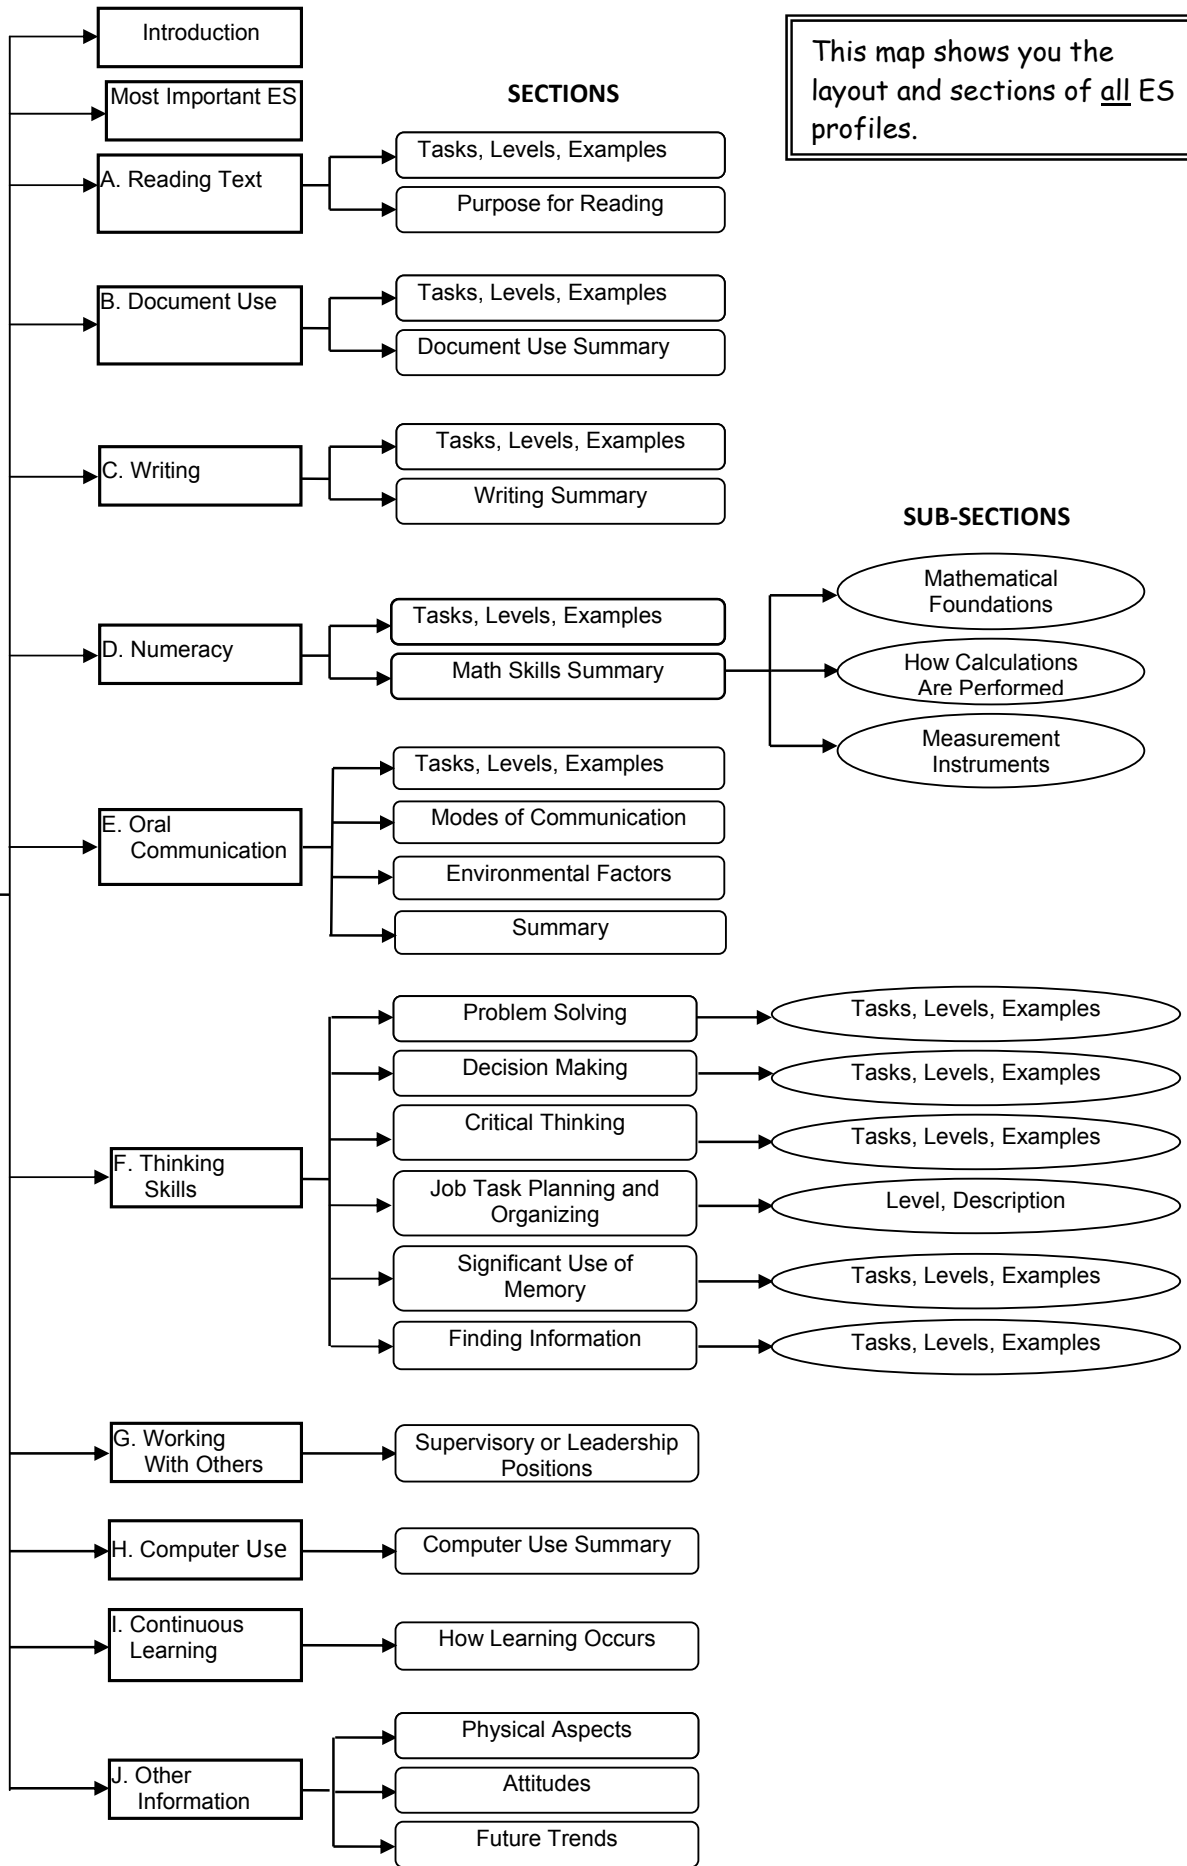 Introduction
This map shows you the
layout and sections of all ES
profiles.
Most Important ES
SECTIONS
A. Reading Text
Tasks, Levels, Examples
Purpose for Reading
B. Document Use
Tasks, Levels, Examples
Document Use Summary
C. Writing
Tasks, Levels, Examples
Writing Summary
SUB-SECTIONS
D. Numeracy
Tasks, Levels, Examples
Math Skills Summary
Mathematical
Foundations
How Calculations
Are Performed
Measurement
Instruments
E. Oral
Communication
Tasks, Levels, Examples
Modes of Communication
Environmental Factors
Summary
F. Thinking
Skills
Problem Solving
Tasks, Levels, Examples
Decision Making
Tasks, Levels, Examples
Critical Thinking
Tasks, Levels, Examples
Job Task Planning and
Organizing
Level, Description
Significant Use of
Memory
Tasks, Levels, Examples
Finding Information
Tasks, Levels, Examples
G. Working
With Others
Supervisory or Leadership
Positions
H. Computer Use
Computer Use Summary
I. Continuous
Learning
How Learning Occurs
J. Other
Information
Physical Aspects
Attitudes
Future Trends